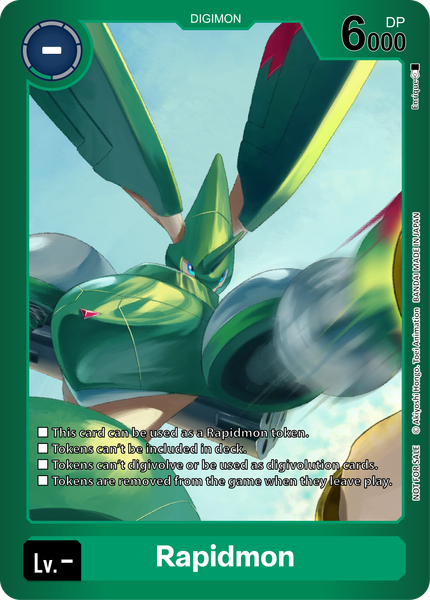 DIGIMON
-
DP
6000
■ This card can be used as a Rapidmon token.
■ Tokens can't be included in deck.
■ Tokens can't digivolve or be used as digivolution cards.
■ Tokens are removed from the game when they leave play.
NOT FOR SALE © Akiyoshi Hongo, Toei Animation BANDAI MADE IN JAPAN
Lv.-
Rapidmon